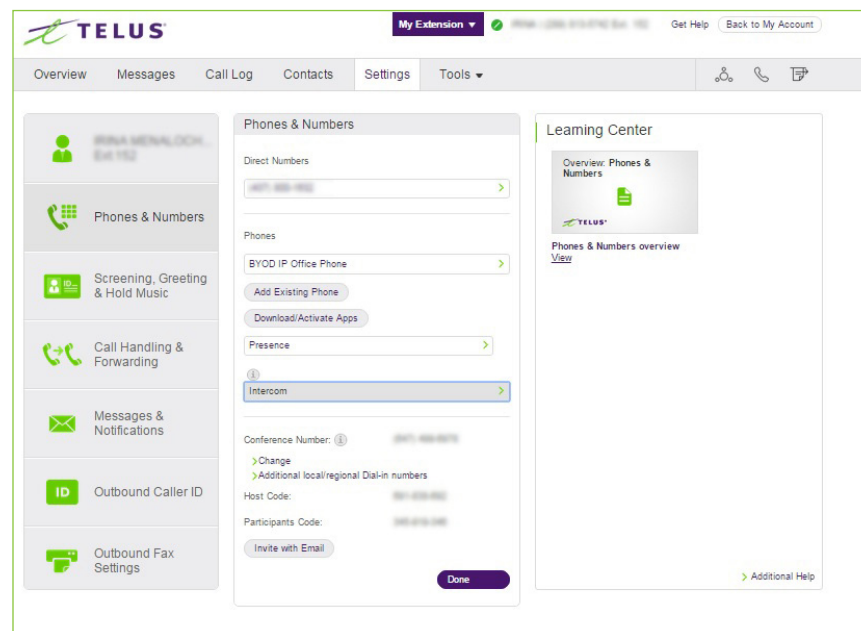 TELUS
My Extension
Get Help
Back to My Account
Overview
Messages
Call Log
Contacts
Settings
Tools
Ext 152
Phones & Numbers
Screening, Greeting
& Hold Music
Call Handling &
Forwarding
Messages &
Notifications
ID
Outbound Caller ID
Outbound Fax
Settings
Phones & Numbers
Direct Numbers
Phones
BYOD IP Office Phone
Add Existing Phone
Download/Activate Apps
Presence
Intercom
Conference Number:
Change
Additional local/regional Dial-in numbers
Host Code:
Participants Code:
Invite with Email
Done
Learning Center
Overview: Phones &
Numbers
TELUS
Phones & Numbers overview
View
Additional Help